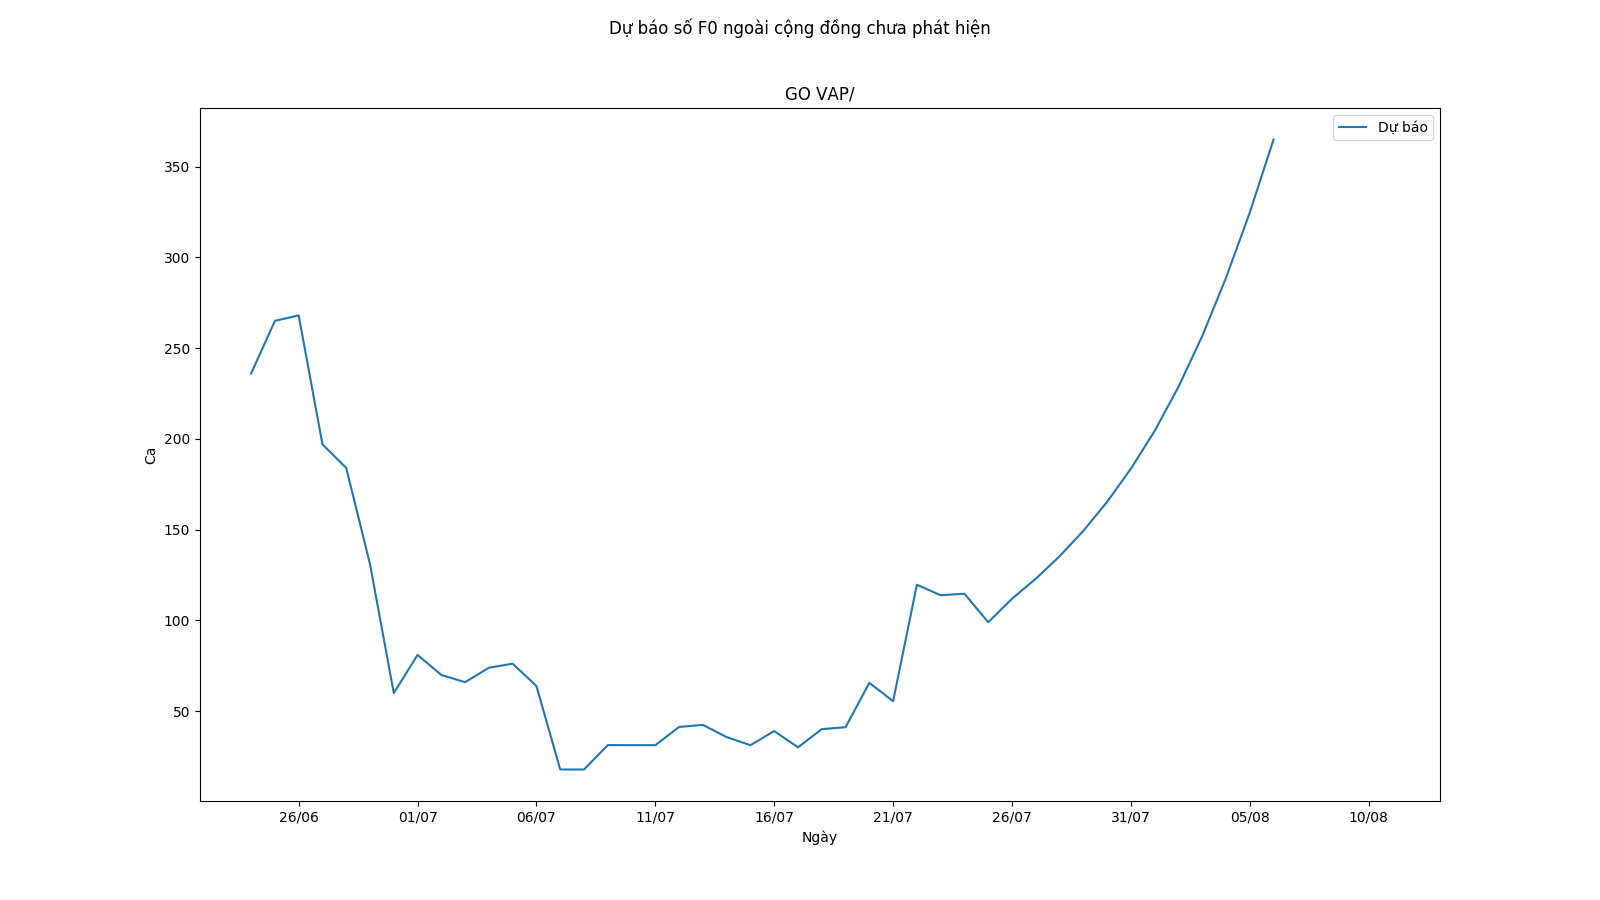 Dự báo số F0 ngoài cộng đồng chưa phát hiện
GO VAP/
Dự báo
350
300
250
200
150
100
50
Ca
26/06 01/07 06/07 11/07 16/07 21/07 26/07 31/07 05/08 10/08
Ngày